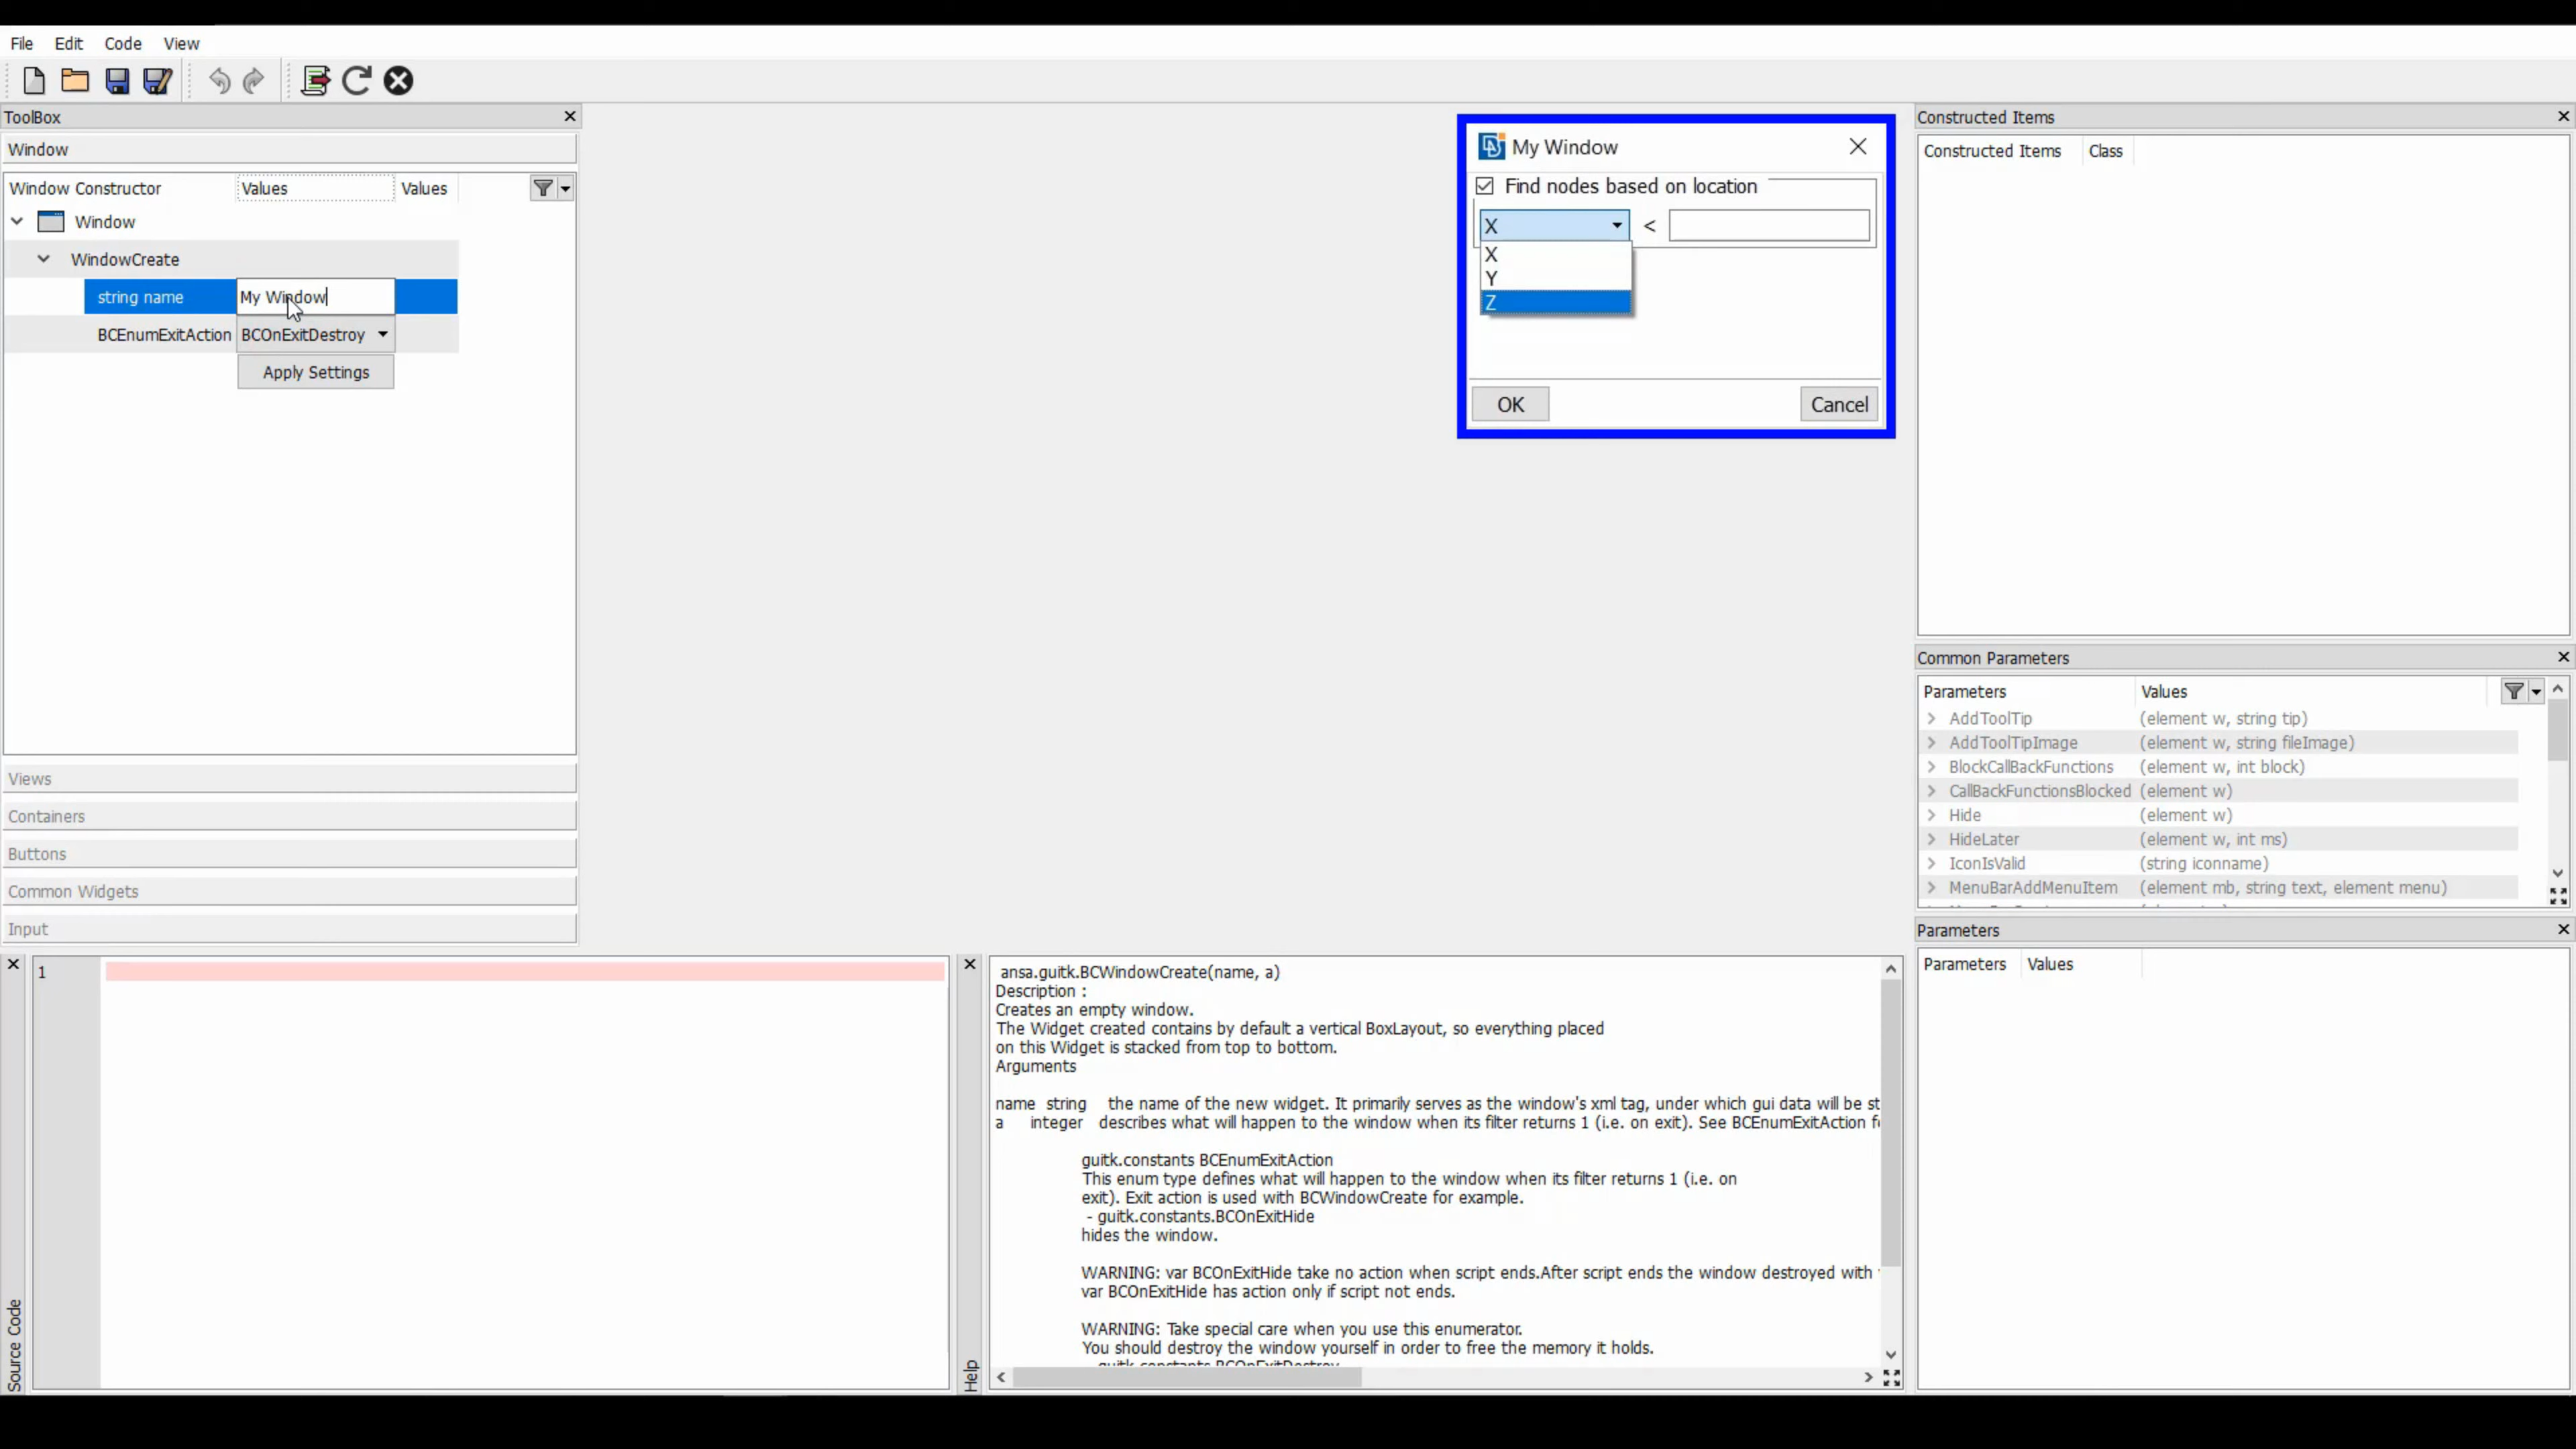 File Edit Code View
ToolBox
Window
Window Constructor Values Values
Window
WindowCreate
string name My Window
BCEnumExitAction BCOnExitDestroy
Apply Settings
Views
Containers
Buttons
Common Widgets
Input
My Window
Find nodes based on location
X <
X
Y
Z
OK Cancel
Constructed Items
Constructed Items Class
Common Parameters
Parameters Values
AddToolTip (element w, string tip)
AddToolTipImage (element w, string fileImage)
BlockCallBackFunctions (element w, int block)
CallBackFunctionsBlocked (element w)
Hide (element w)
HideLater (element w, int ms)
IconIsValid (string iconname)
MenuBarAddMenuItem (element mb, string text, element menu)
Parameters
Parameters Values
Source Code
1
Help
ansa.guitk.BCWindowCreate(name, a)
Description :
Creates an empty window.
The Widget created contains by default a vertical BoxLayout, so everything placed
on this Widget is stacked from top to bottom.
Arguments
name string the name of the new widget. It primarily serves as the window's xml tag, under which gui data will be st
a integer describes what will happen to the window when its filter returns 1 (i.e. on exit). See BCEnumExitAction f
guitk.constants BCEnumExitAction
This enum type defines what will happen to the window when its filter returns 1 (i.e. on
exit). Exit action is used with BCWindowCreate for example.
- guitk.constants.BCOnExitHide
hides the window.
WARNING: var BCOnExitHide take no action when script ends.After script ends the window destroyed with
var BCOnExitHide has action only if script not ends.
WARNING: Take special care when you use this enumerator.
You should destroy the window yourself in order to free the memory it holds.